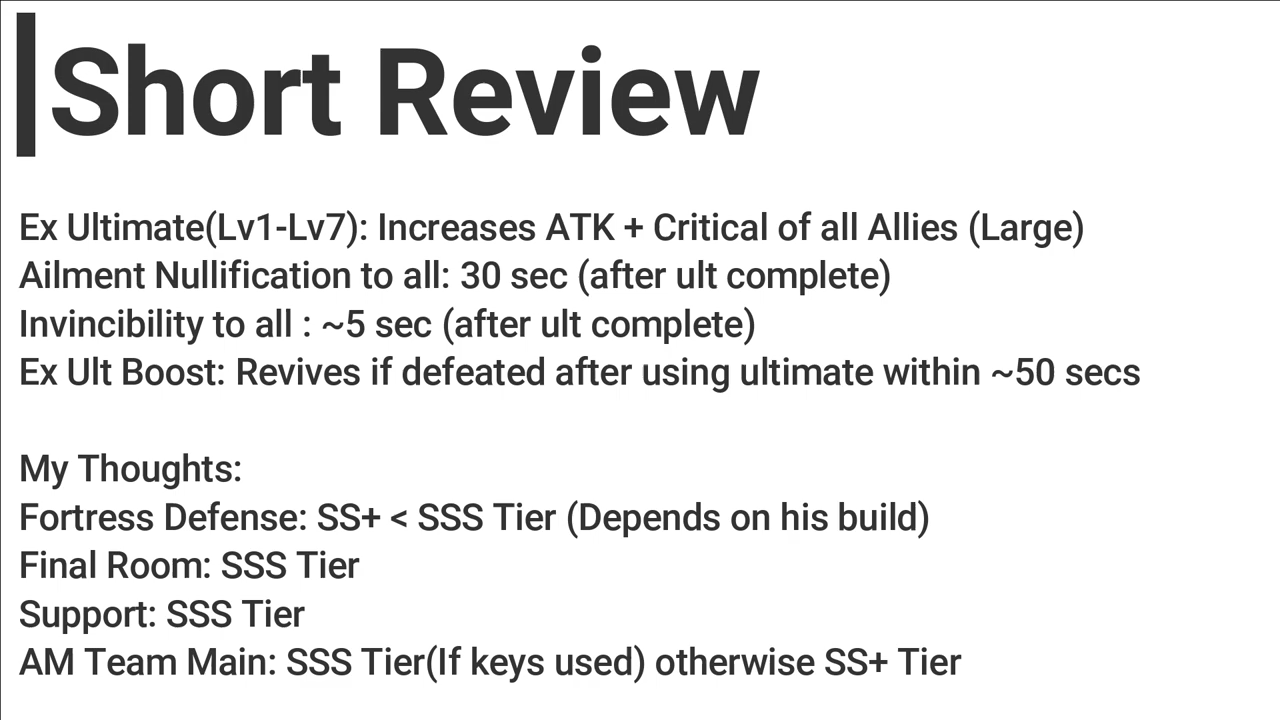 Short Review
Ex Ultimate(Lv1-Lv7): Increases ATK + Critical of all Allies (Large)
Ailment Nullification to all: 30 sec (after ult complete)
Invincibility to all : ~5 sec (after ult complete)
Ex Ult Boost: Revives if defeated after using ultimate within ~50 secs
My Thoughts:
Fortress Defense: SS+ < SSS Tier (Depends on his build)
Final Room: SSS Tier
Support: SSS Tier
AM Team Main: SSS Tier(If keys used) otherwise SS+ Tier